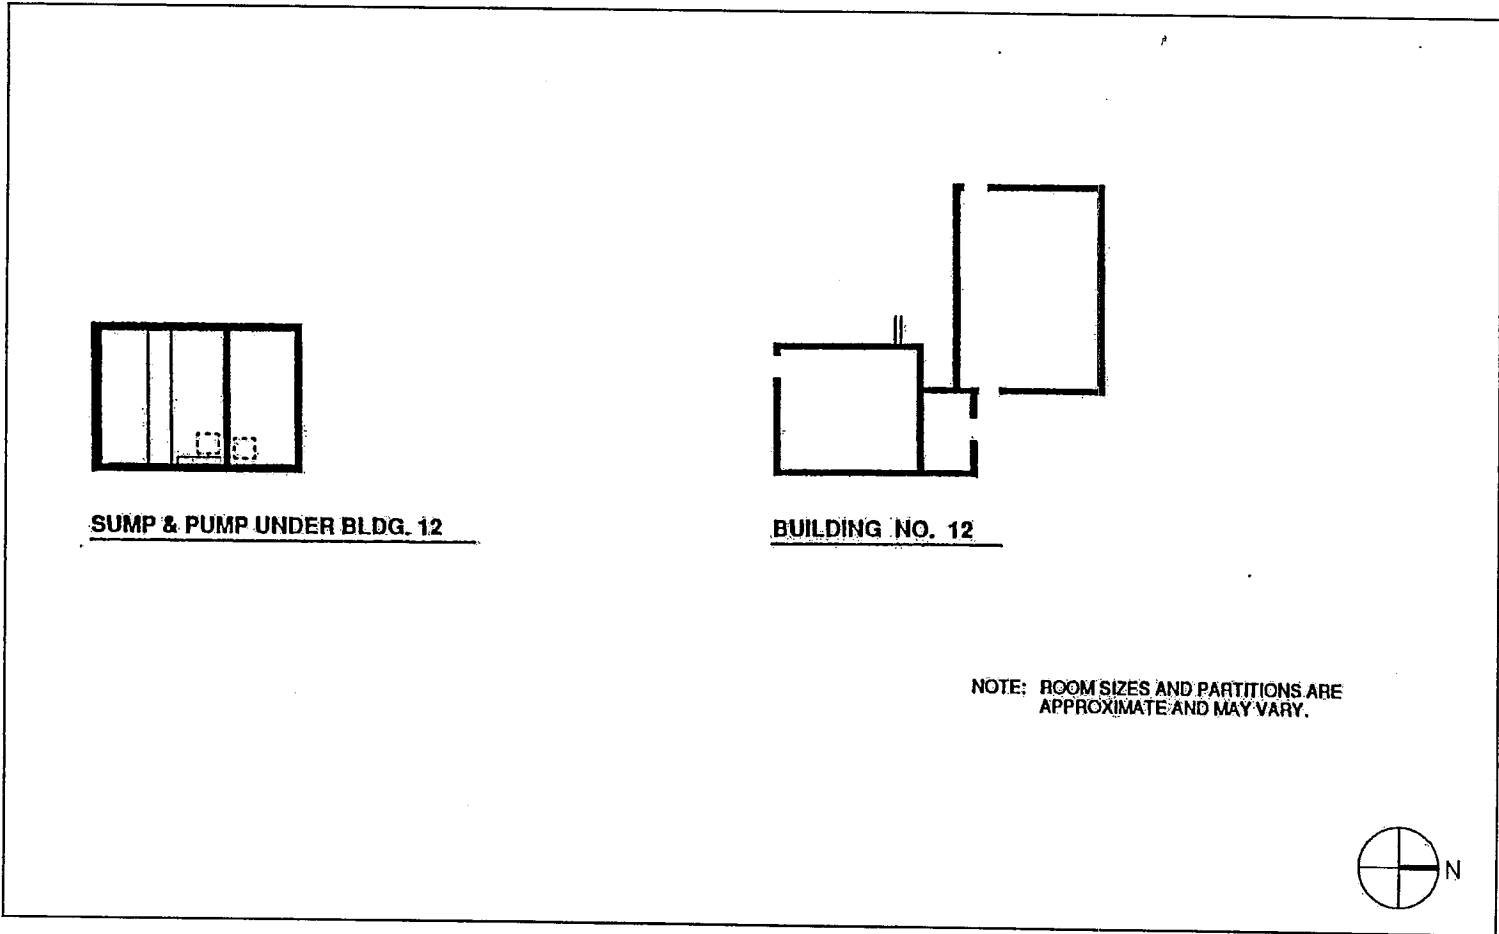 SUMP & PUMP UNDER BLDG. 12
BUILDING NO. 12
NOTE: ROOM SIZES AND PARTITIONS ARE
APPROXIMATE AND MAY VARY.
N